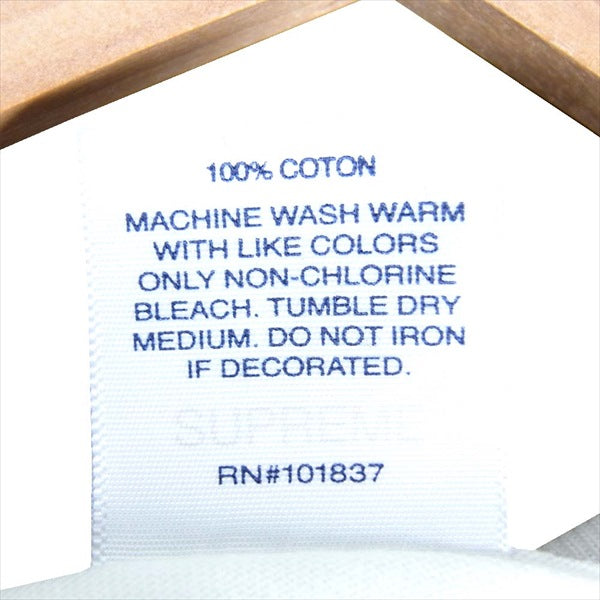 100% COTON
MACHINE WASH WARM
WITH LIKE COLORS
ONLY NON-CHLORINE
BLEACH. TUMBLE DRY
MEDIUM. DO NOT IRON
IF DECORATED.
SUPREME
RN#101837